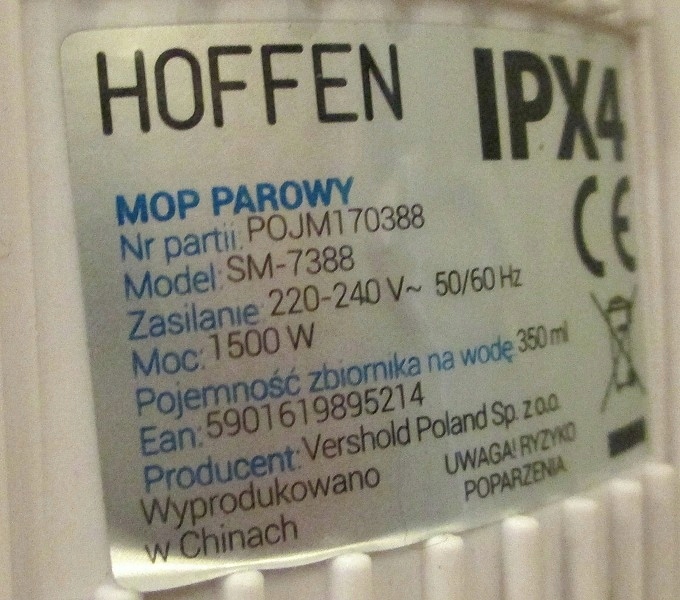 HOFFEN
IPX4
MOP PAROWY
Nr partii: POJM170388
Model: SM-7388
Zasilanie: 220-240 V~ 50/60 Hz
Moc: 1500 W
Pojemność zbiornika na wodę: 350 ml
Ean: 5901619895214
Producent: Vershold Poland Sp. z o.o.
Wyprodukowano
w Chinach
UWAGA! RYZYKO
POPARZENIA
CE